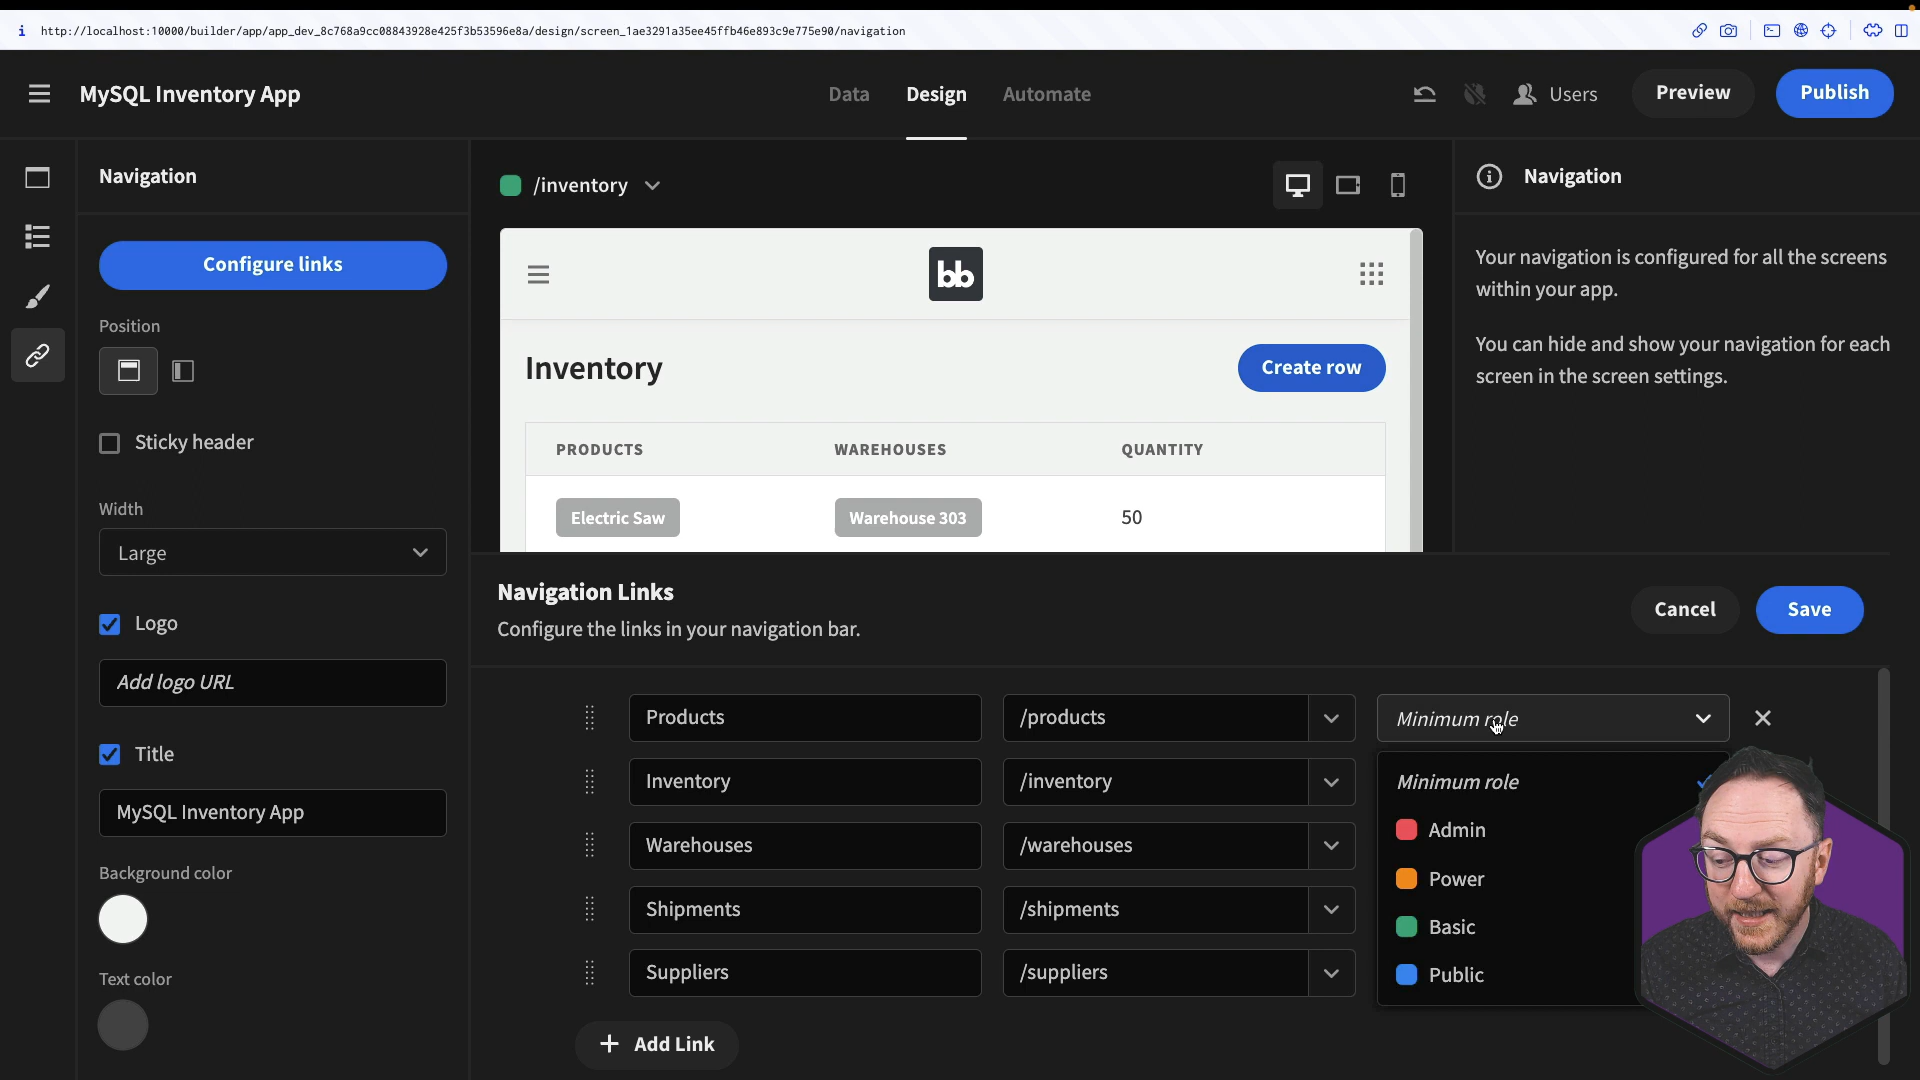 i http://localhost:10000/builder/app/app_dev_8c768a9cc08843928e425f3b53596e8a/design/screen_1ae3291a35ee45ffb46e893c9e775e90/navigation
MySQL Inventory App
Data
Design
Automate
Users
Preview
Publish
Navigation
Configure links
Position
Sticky header
Width
Large
Logo
Add logo URL
Title
MySQL Inventory App
Background color
Text color
/inventory
bb
Inventory
Create row
PRODUCTS WAREHOUSES QUANTITY
Electric Saw Warehouse 303 50
Navigation
Your navigation is configured for all the screens
within your app.
You can hide and show your navigation for each
screen in the screen settings.
Navigation Links
Configure the links in your navigation bar.
Cancel
Save
Products /products Minimum role
Inventory /inventory
Warehouses /warehouses
Shipments /shipments
Suppliers /suppliers
Minimum role
Admin
Power
Basic
Public
Add Link